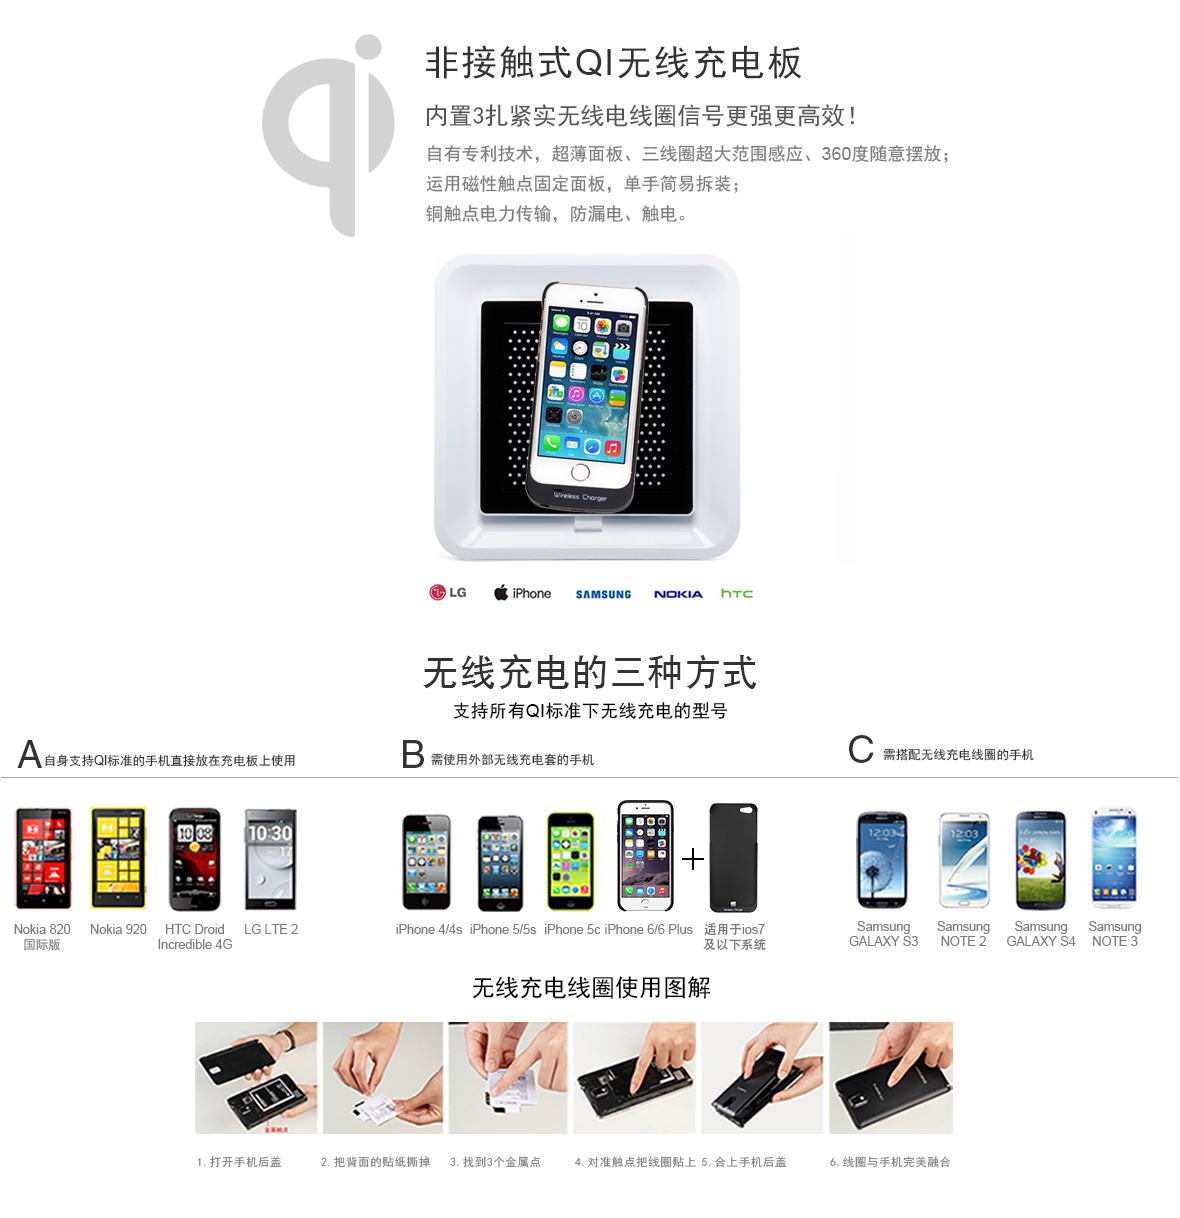 qi
非接触式QI无线充电板
内置3扎紧实无线电线圈信号更强更高效!
自有专利技术，超薄面板、三线圈超大范围感应、360度随意摆放；
运用磁性触点固定面板，单手简易拆装；
铜触点电力传输，防漏电、触电。
Wireless Charger
LG
iPhone
SAMSUNG
NOKIA
hTC
无线充电的三种方式
支持所有QI标准下无线充电的型号
A 自身支持QI标准的手机直接放在充电板上使用
B 需使用外部无线充电套的手机
C 需搭配无线充电线圈的手机
10:30
12:03
12:03
12:45
Nokia 820
国际版
Nokia 920
HTC Droid
Incredible 4G
LG LTE 2
iPhone 4/4s
iPhone 5/5s
iPhone 5c
iPhone 6/6 Plus
适用于ios7
及以下系统
Samsung
GALAXY S3
Samsung
NOTE 2
Samsung
GALAXY S4
Samsung
NOTE 3
无线充电线圈使用图解
金属触点
1. 打开手机后盖
2. 把背面的贴纸撕掉
3. 找到3个金属点
4. 对准触点把线圈贴上
5. 合上手机后盖
6. 线圈与手机完美融合